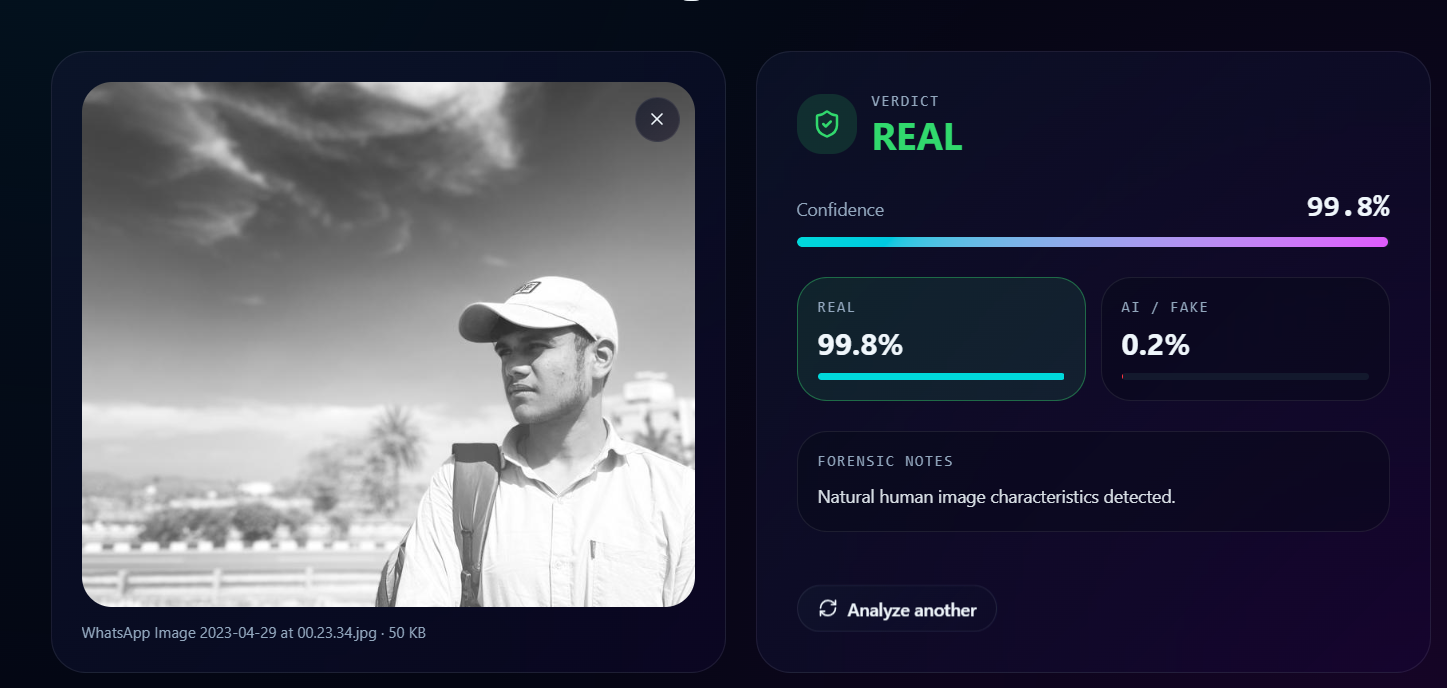 VERDICT
REAL
Confidence
99.8%
REAL
99.8%
AI / FAKE
0.2%
FORENSIC NOTES
Natural human image characteristics detected.
Analyze another
WhatsApp Image 2023-04-29 at 00.23.34.jpg · 50 KB